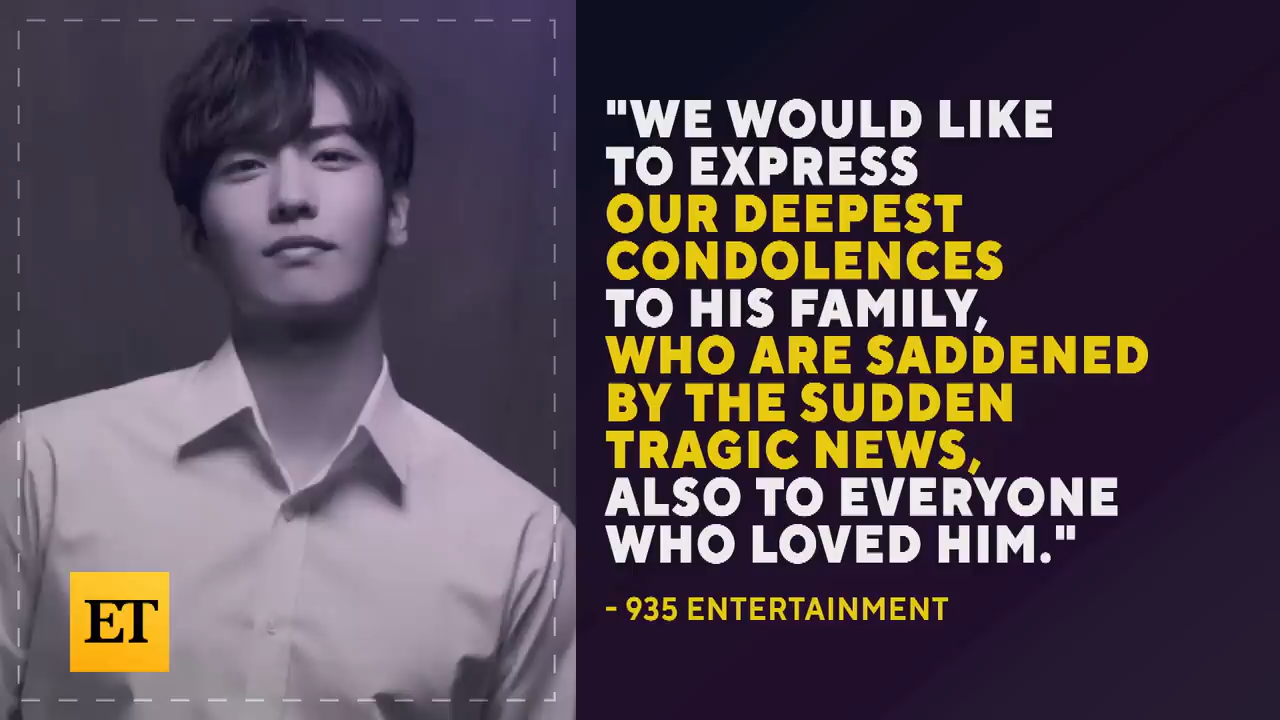 "WE WOULD LIKE
TO EXPRESS
OUR DEEPEST
CONDOLENCES
TO HIS FAMILY,
WHO ARE SADDENED
BY THE SUDDEN
TRAGIC NEWS,
ALSO TO EVERYONE
WHO LOVED HIM."
- 935 ENTERTAINMENT
ET